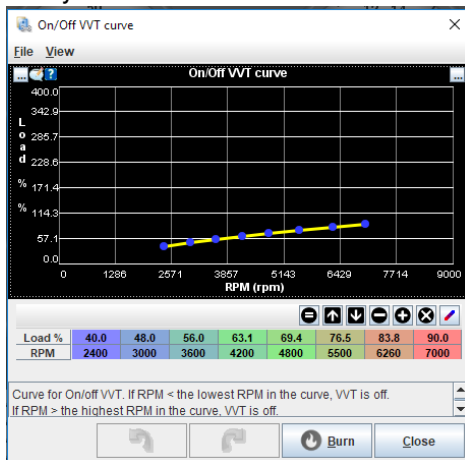 On/Off VVT curve
File View
On/Off VVT curve
400.0
342.9
285.7
228.6
171.4
114.3
57.1
0.0
Load % %
0 1286 2571 3857 5143 6429 7714 9000
RPM (rpm)
Load % 40.0 48.0 56.0 63.1 69.4 76.5 83.8 90.0
RPM 2400 3000 3600 4200 4800 5500 6260 7000
Curve for On/off VVT. If RPM < the lowest RPM in the curve, VVT is off.
If RPM > the highest RPM in the curve, VVT is off.
Burn Close